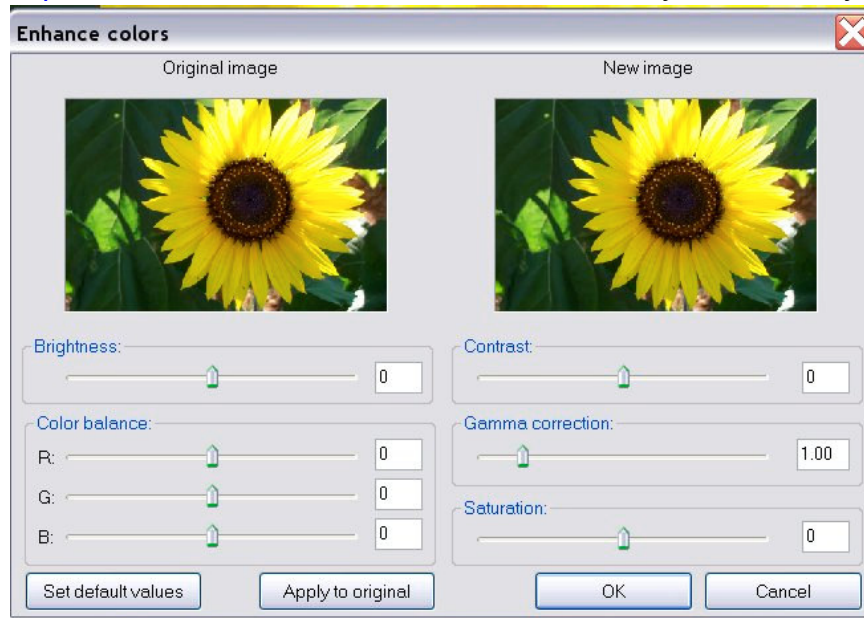 Enhance colors
Original image New image
Brightness:
0
Contrast:
0
Color balance:
R: 0
G: 0
B: 0
Gamma correction:
1.00
Saturation:
0
Set default values Apply to original OK Cancel